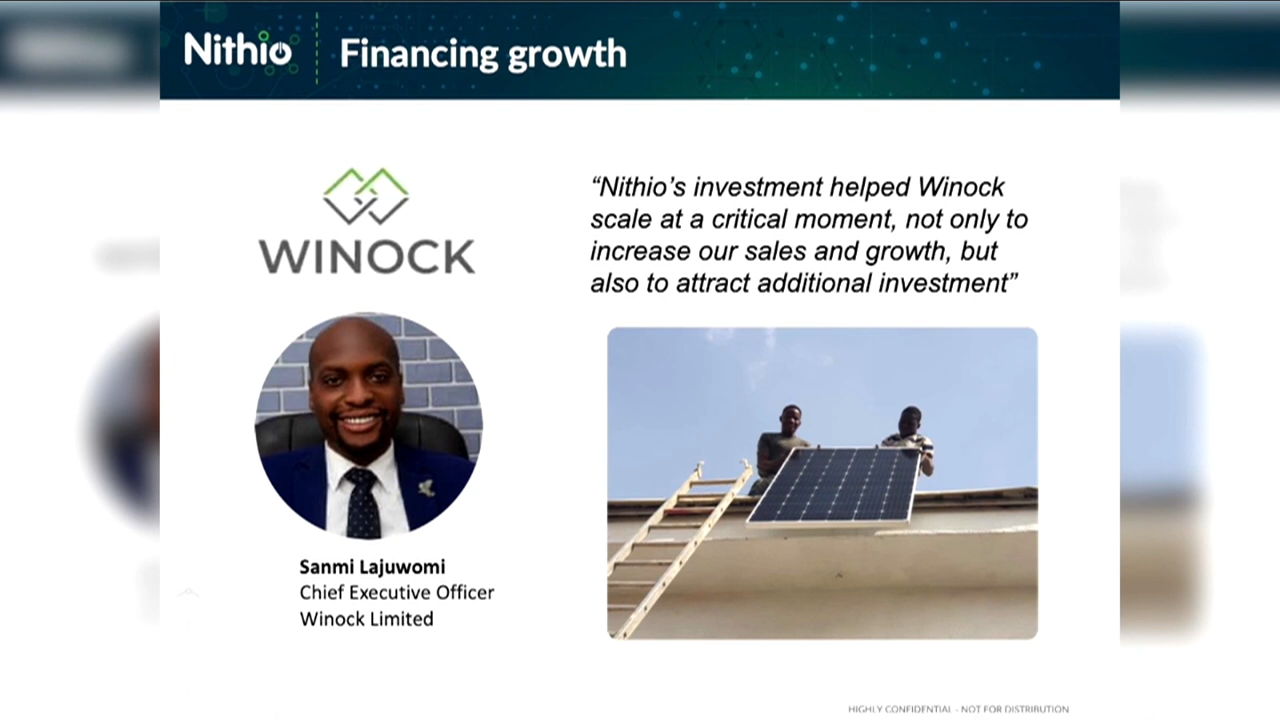 Nithio
Financing growth
WINOCK
“Nithio’s investment helped Winock
scale at a critical moment, not only to
increase our sales and growth, but
also to attract additional investment”
Sanmi Lajuwomi
Chief Executive Officer
Winock Limited
HIGHLY CONFIDENTIAL - NOT FOR DISTRIBUTION